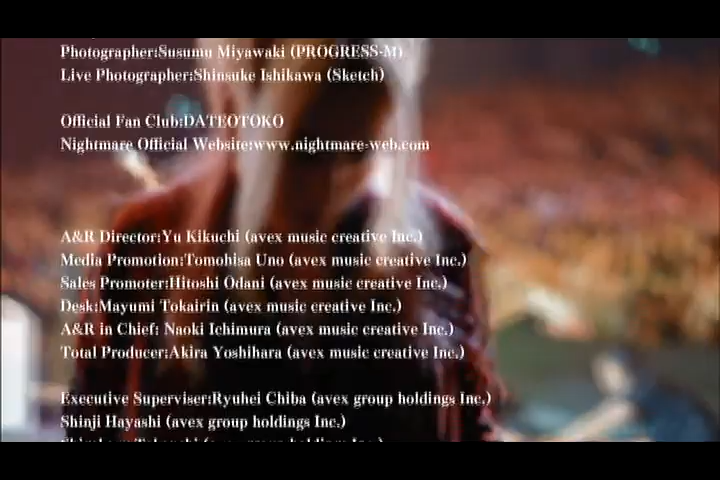 Photographer:Susumu Miyawaki (PROGRESS-M)
Live Photographer:Shinsuke Ishikawa (Sketch)
Official Fan Club:DATEOTOKO
Nightmare Official Website:www.nightmare-web.com
A&R Director:Yu Kikuchi (avex music creative Inc.)
Media Promotion:Tomohisa Uno (avex music creative Inc.)
Sales Promoter:Hitoshi Odani (avex music creative Inc.)
Desk:Mayumi Tokairin (avex music creative Inc.)
A&R in Chief: Naoki Ichimura (avex music creative Inc.)
Total Producer:Akira Yoshihara (avex music creative Inc.)
Executive Superviser:Ryuhei Chiba (avex group holdings Inc.)
Shinji Hayashi (avex group holdings Inc.)